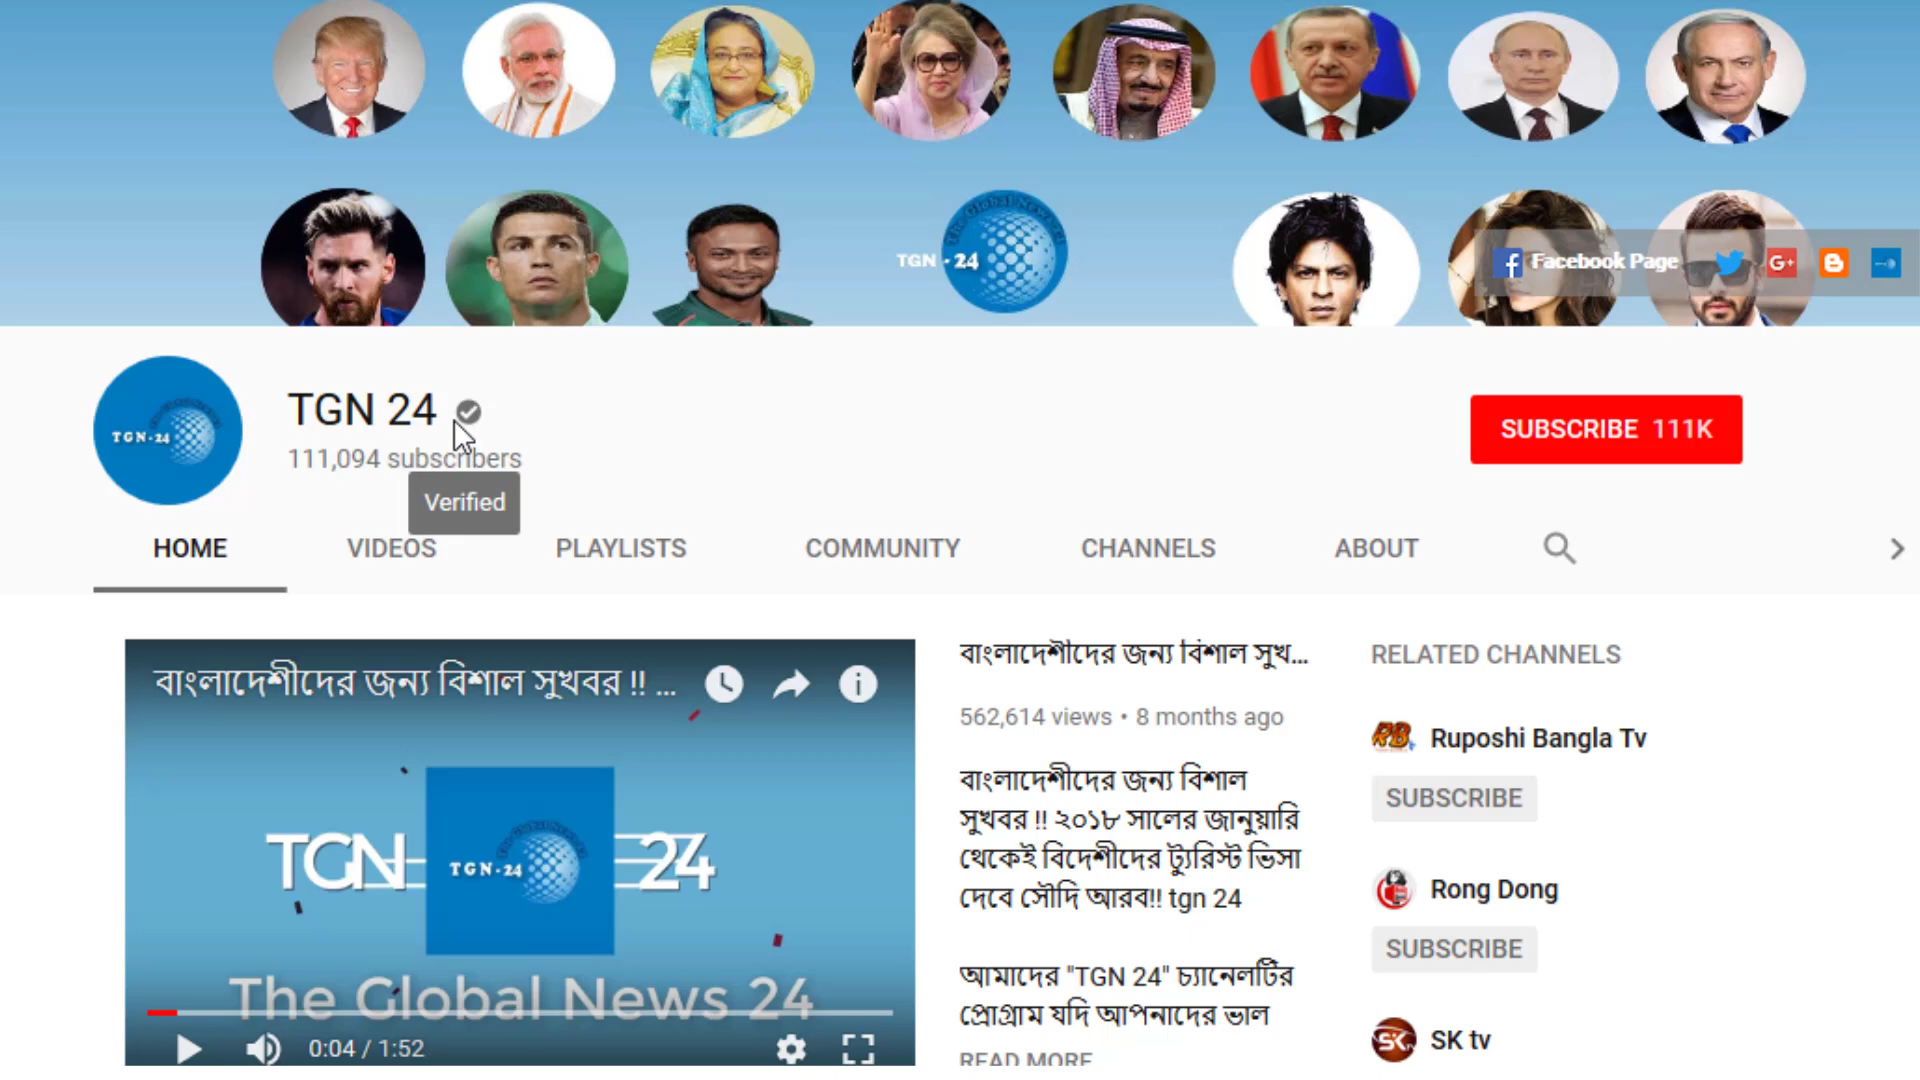 TGN - 24
Facebook Page
G+
TGN-24
TGN 24
111,094 subscribers
SUBSCRIBE 111K
Verified
HOME
VIDEOS
PLAYLISTS
COMMUNITY
CHANNELS
ABOUT
বাংলাদেশীদের জন্য বিশাল সুখবর !! ...
TGN
TGN-24
24
The Global News 24
0:04 / 1:52
বাংলাদেশীদের জন্য বিশাল সুখ...
562,614 views • 8 months ago
বাংলাদেশীদের জন্য বিশাল
সুখবর !! ২০১৮ সালের জানুয়ারি
থেকেই বিদেশীদের ট্যুরিস্ট ভিসা
দেবে সৌদি আরব!! tgn 24
আমাদের "TGN 24" চ্যানেলটির
প্রোগ্রাম যদি আপনাদের ভাল
READ MORE
RELATED CHANNELS
Ruposhi Bangla Tv
SUBSCRIBE
Rong Dong
SUBSCRIBE
SK tv